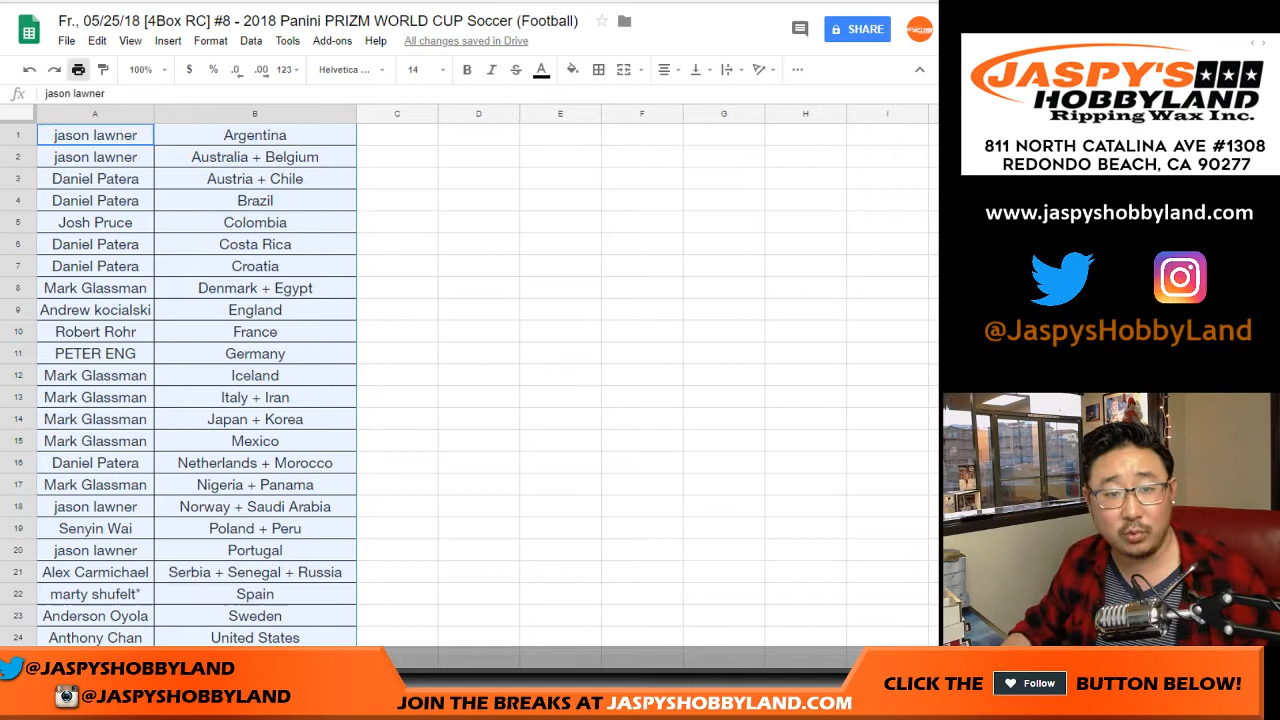 Fr., 05/25/18 [4Box RC] #8 - 2018 Panini PRIZM WORLD CUP Soccer (Football)
File Edit View Insert Format Data Tools Add-ons Help All changes saved in Drive
SHARE
100% $ % .0 .00 123 Helvetica ... 14 B I S A
fx jason lawner
A B C D E F G H I
1 jason lawner Argentina
2 jason lawner Australia + Belgium
3 Daniel Patera Austria + Chile
4 Daniel Patera Brazil
5 Josh Pruce Colombia
6 Daniel Patera Costa Rica
7 Daniel Patera Croatia
8 Mark Glassman Denmark + Egypt
9 Andrew kocialski England
10 Robert Rohr France
11 PETER ENG Germany
12 Mark Glassman Iceland
13 Mark Glassman Italy + Iran
14 Mark Glassman Japan + Korea
15 Mark Glassman Mexico
16 Daniel Patera Netherlands + Morocco
17 Mark Glassman Nigeria + Panama
18 jason lawner Norway + Saudi Arabia
19 Senyin Wai Poland + Peru
20 jason lawner Portugal
21 Alex Carmichael Serbia + Senegal + Russia
22 marty shufelt* Spain
23 Anderson Oyola Sweden
24 Anthony Chan United States
JASPY'S
HOBBYLAND
Ripping Wax Inc.
811 NORTH CATALINA AVE #1308
REDONDO BEACH, CA 90277
www.jaspyshobbyland.com
@JaspysHobbyLand
@JASPYSHOBBYLAND
@JASPYSHOBBYLAND
JOIN THE BREAKS AT JASPYSHOBBYLAND.COM
CLICK THE Follow BUTTON BELOW!